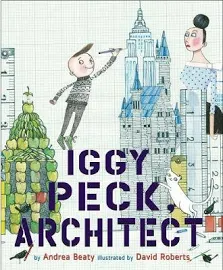 IGGY
PECK,
ARCHITECT
by Andrea Beaty illustrated by David Roberts